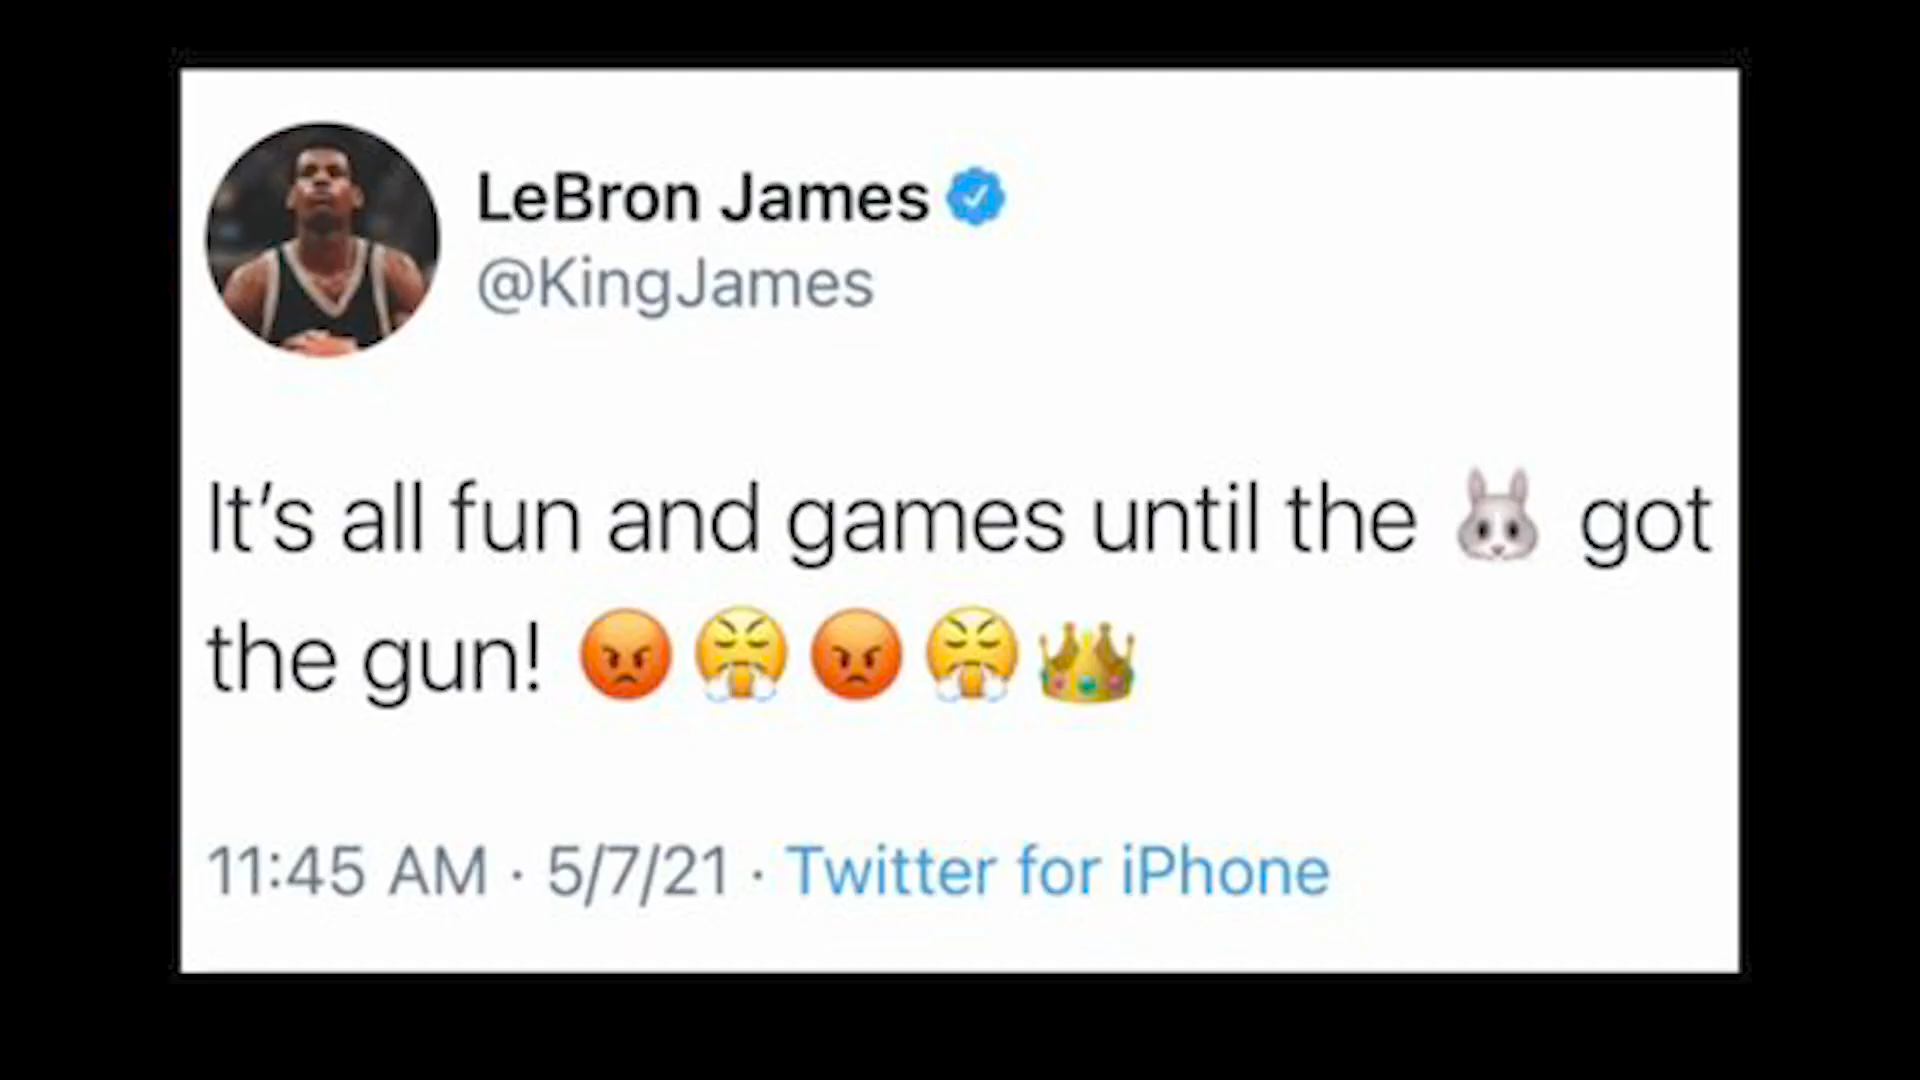 LeBron James
@KingJames
It’s all fun and games until the 🐰 got
the gun! 😡😤😡😤👑
11:45 AM · 5/7/21 · Twitter for iPhone